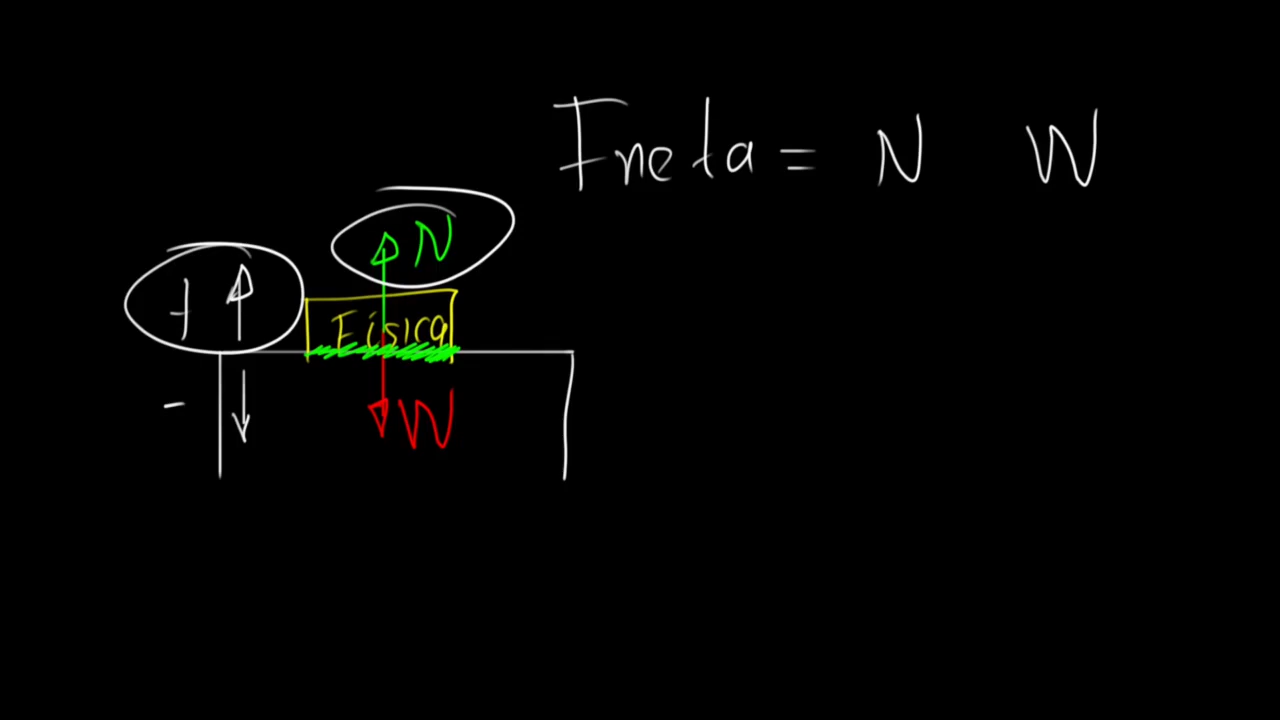 Fneta = N W
+ N
Física
- W